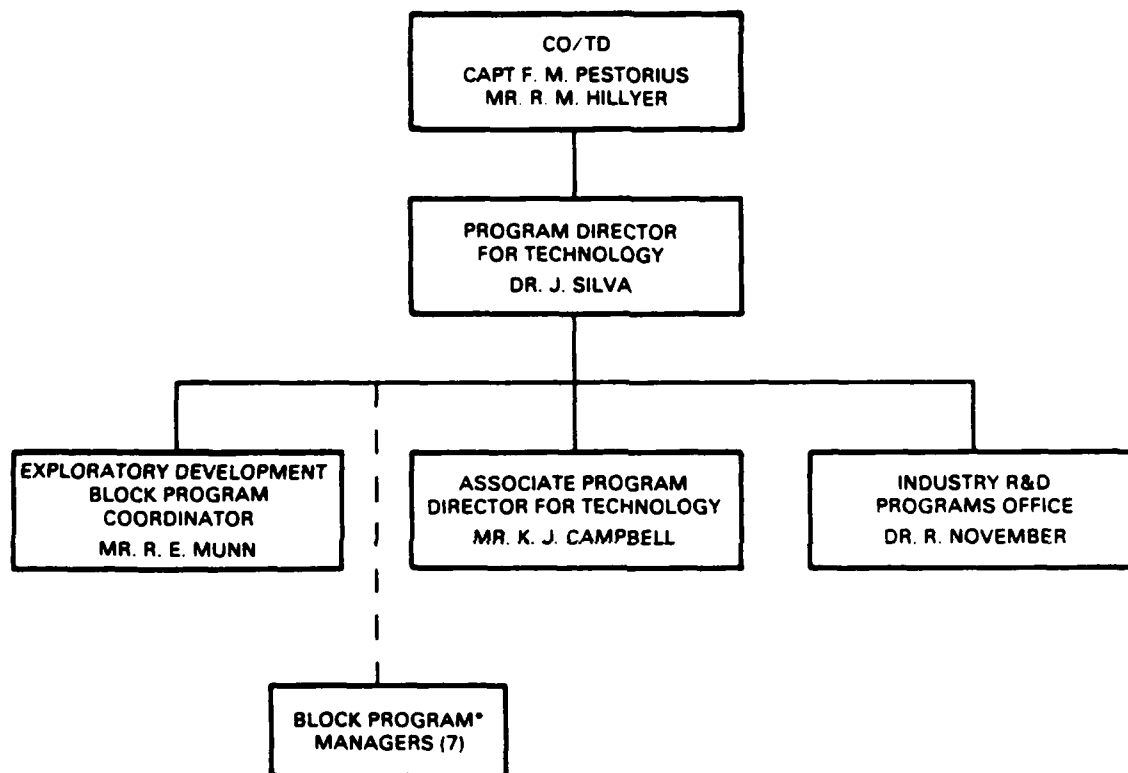 CO/TD
CAPT F. M. PESTORIUS
MR. R. M. HILLYER
PROGRAM DIRECTOR
FOR TECHNOLOGY
DR. J. SILVA
EXPLORATORY DEVELOPMENT
BLOCK PROGRAM
COORDINATOR
MR. R. E. MUNN
ASSOCIATE PROGRAM
DIRECTOR FOR TECHNOLOGY
MR. K. J. CAMPBELL
INDUSTRY R&D
PROGRAMS OFFICE
DR. R. NOVEMBER
BLOCK PROGRAM*
MANAGERS (7)